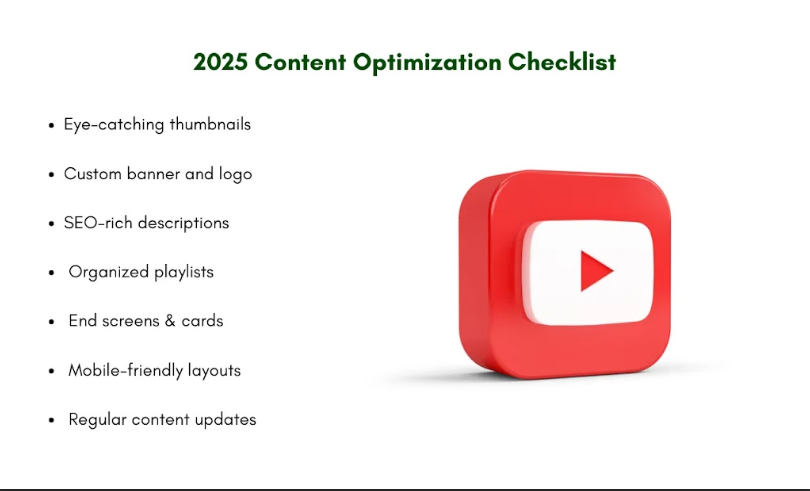 2025 Content Optimization Checklist
• Eye-catching thumbnails
• Custom banner and logo
• SEO-rich descriptions
• Organized playlists
• End screens & cards
• Mobile-friendly layouts
• Regular content updates